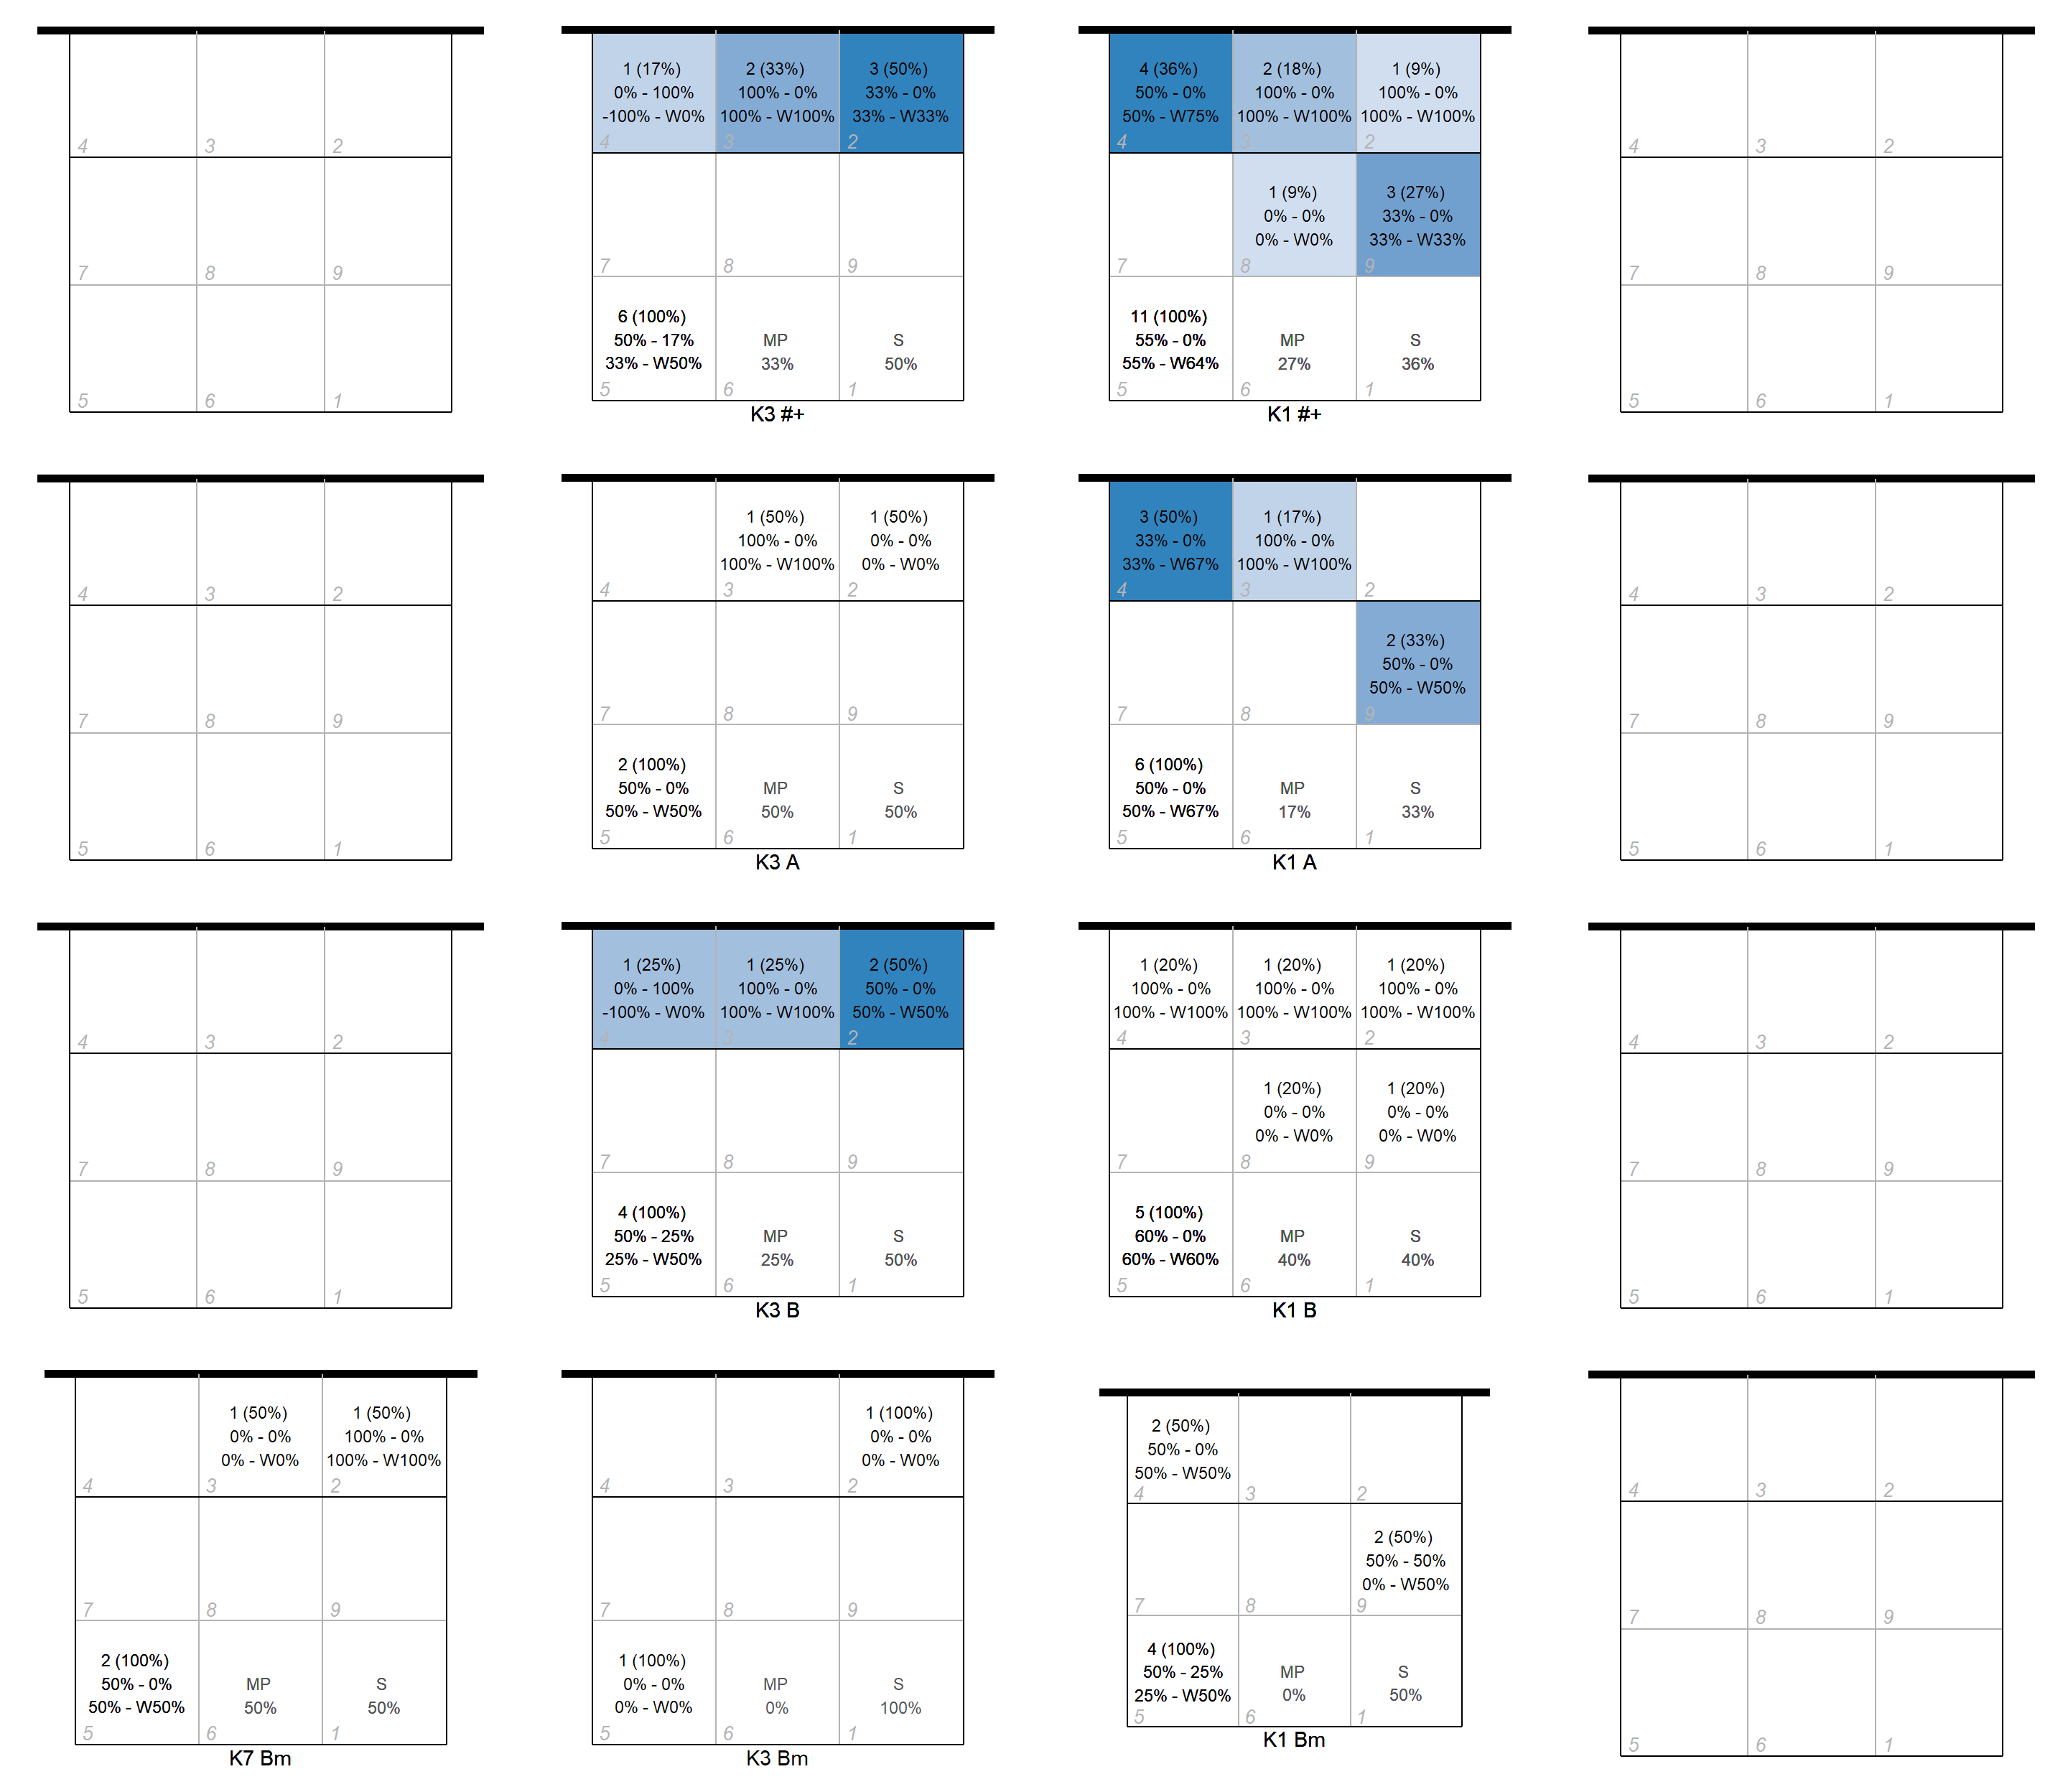 4 3 2
7 8 9
5 6 1
1 (17%)
0% - 100%
-100% - W0%
4
2 (33%)
100% - 0%
100% - W100%
3
3 (50%)
33% - 0%
33% - W33%
2
7 8 9
6 (100%)
50% - 17%
33% - W50%
5
MP
33%
6
S
50%
1
K3 #+
4 (36%)
50% - 0%
50% - W75%
4
2 (18%)
100% - 0%
100% - W100%
3
1 (9%)
100% - 0%
100% - W100%
2
7
1 (9%)
0% - 0%
0% - W0%
8
3 (27%)
33% - 0%
33% - W33%
9
11 (100%)
55% - 0%
55% - W64%
5
MP
27%
6
S
36%
1
K1 #+
4 3 2
7 8 9
5 6 1
4 3 2
7 8 9
5 6 1
4
1 (50%)
100% - 0%
100% - W100%
3
1 (50%)
0% - 0%
0% - W0%
2
7 8 9
2 (100%)
50% - 0%
50% - W50%
5
MP
50%
6
S
50%
1
K3 A
3 (50%)
33% - 0%
33% - W67%
4
1 (17%)
100% - 0%
100% - W100%
3
2
7 8
2 (33%)
50% - 0%
50% - W50%
9
6 (100%)
50% - 0%
50% - W67%
5
MP
17%
6
S
33%
1
K1 A
4 3 2
7 8 9
5 6 1
4 3 2
7 8 9
5 6 1
1 (25%)
0% - 100%
-100% - W0%
4
1 (25%)
100% - 0%
100% - W100%
3
2 (50%)
50% - 0%
50% - W50%
2
7 8 9
4 (100%)
50% - 25%
25% - W50%
5
MP
25%
6
S
50%
1
K3 B
1 (20%)
100% - 0%
100% - W100%
4
1 (20%)
100% - 0%
100% - W100%
3
1 (20%)
100% - 0%
100% - W100%
2
7
1 (20%)
0% - 0%
0% - W0%
8
1 (20%)
0% - 0%
0% - W0%
9
5 (100%)
60% - 0%
60% - W60%
5
MP
40%
6
S
40%
1
K1 B
4 3 2
7 8 9
5 6 1
4
1 (50%)
0% - 0%
0% - W0%
3
1 (50%)
100% - 0%
100% - W100%
2
7 8 9
2 (100%)
50% - 0%
50% - W50%
5
MP
50%
6
S
50%
1
K7 Bm
4 3
1 (100%)
0% - 0%
0% - W0%
2
7 8 9
1 (100%)
0% - 0%
0% - W0%
5
MP
0%
6
S
100%
1
K3 Bm
2 (50%)
50% - 0%
50% - W50%
4
3 2
7 8
2 (50%)
50% - 50%
0% - W50%
9
4 (100%)
50% - 25%
25% - W50%
5
MP
0%
6
S
50%
1
K1 Bm
4 3 2
7 8 9
5 6 1